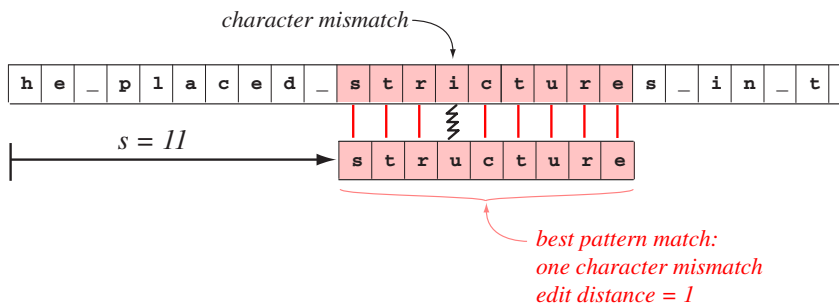 character mismatch
h e _ p l a c e d _ s t r i c t u r e s _ i n _ t
s = 11
s t r u c t u r e
best pattern match:
one character mismatch
edit distance = 1